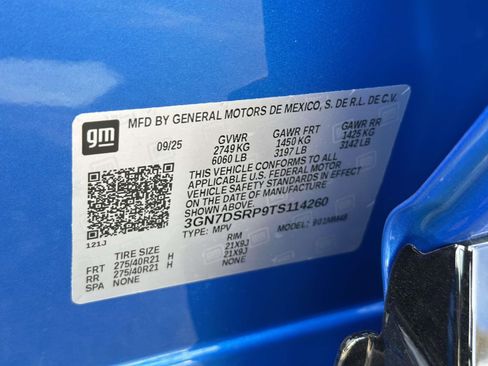 gm
MFD BY GENERAL MOTORS DE MEXICO, S. DE R.L. DE C.V.
09/25 GVWR GAWR FRT GAWR RR
2749 KG 1450 KG 1425 KG
6060 LB 3197 LB 3142 LB
THIS VEHICLE CONFORMS TO ALL
APPLICABLE U.S. FEDERAL MOTOR
VEHICLE SAFETY STANDARDS IN EFFECT
ON THE DATE OF MANUFACTURE
SHOWN ABOVE.
3GN7DSRP9TS114260
TYPE: MPV MODEL:
121J
TIRE SIZE RIM
FRT 275/40R21 H 21X9J
RR 275/40R21 H 21X9J
SPA NONE NONE